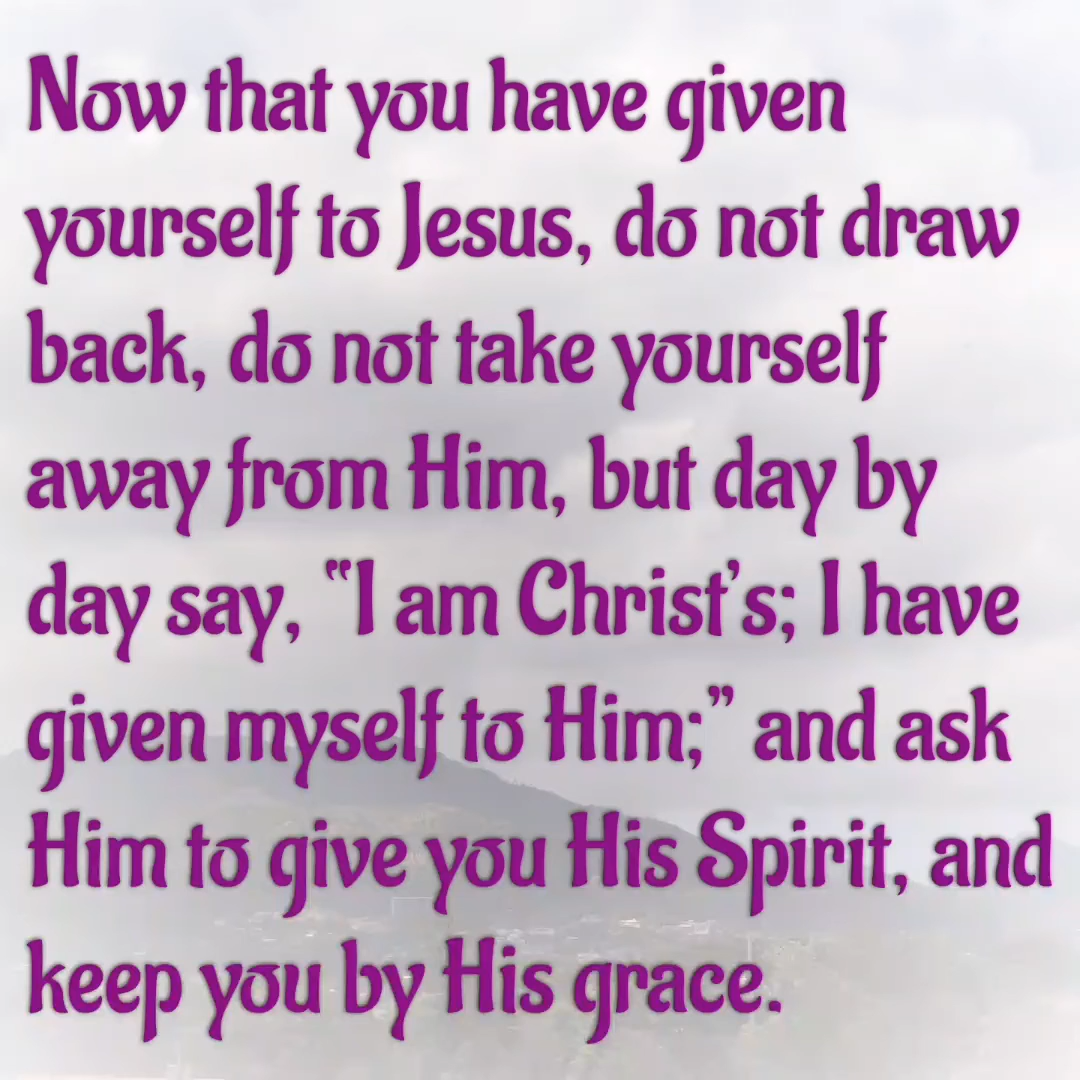 Now that you have given
yourself to Jesus, do not draw
back, do not take yourself
away from Him, but day by
day say, “I am Christ’s; I have
given myself to Him;” and ask
Him to give you His Spirit, and
keep you by His grace.